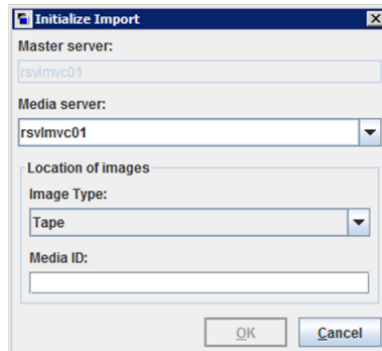 Initialize Import
Master server:
rsvlmvc01
Media server:
rsvlmvc01
Location of images
Image Type:
Tape
Media ID:
OK
Cancel